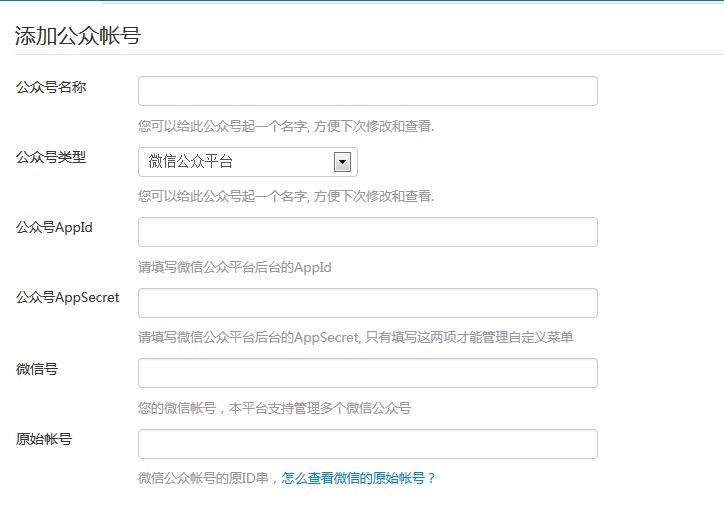 添加公众帐号
公众号名称
您可以给此公众号起一个名字, 方便下次修改和查看.
公众号类型
微信公众平台
您可以给此公众号起一个名字, 方便下次修改和查看.
公众号AppId
请填写微信公众平台后台的AppId
公众号AppSecret
请填写微信公众平台后台的AppSecret, 只有填写这两项才能管理自定义菜单
微信号
您的微信帐号，本平台支持管理多个微信公众号
原始帐号
微信公众帐号的原ID串，怎么查看微信的原始帐号？